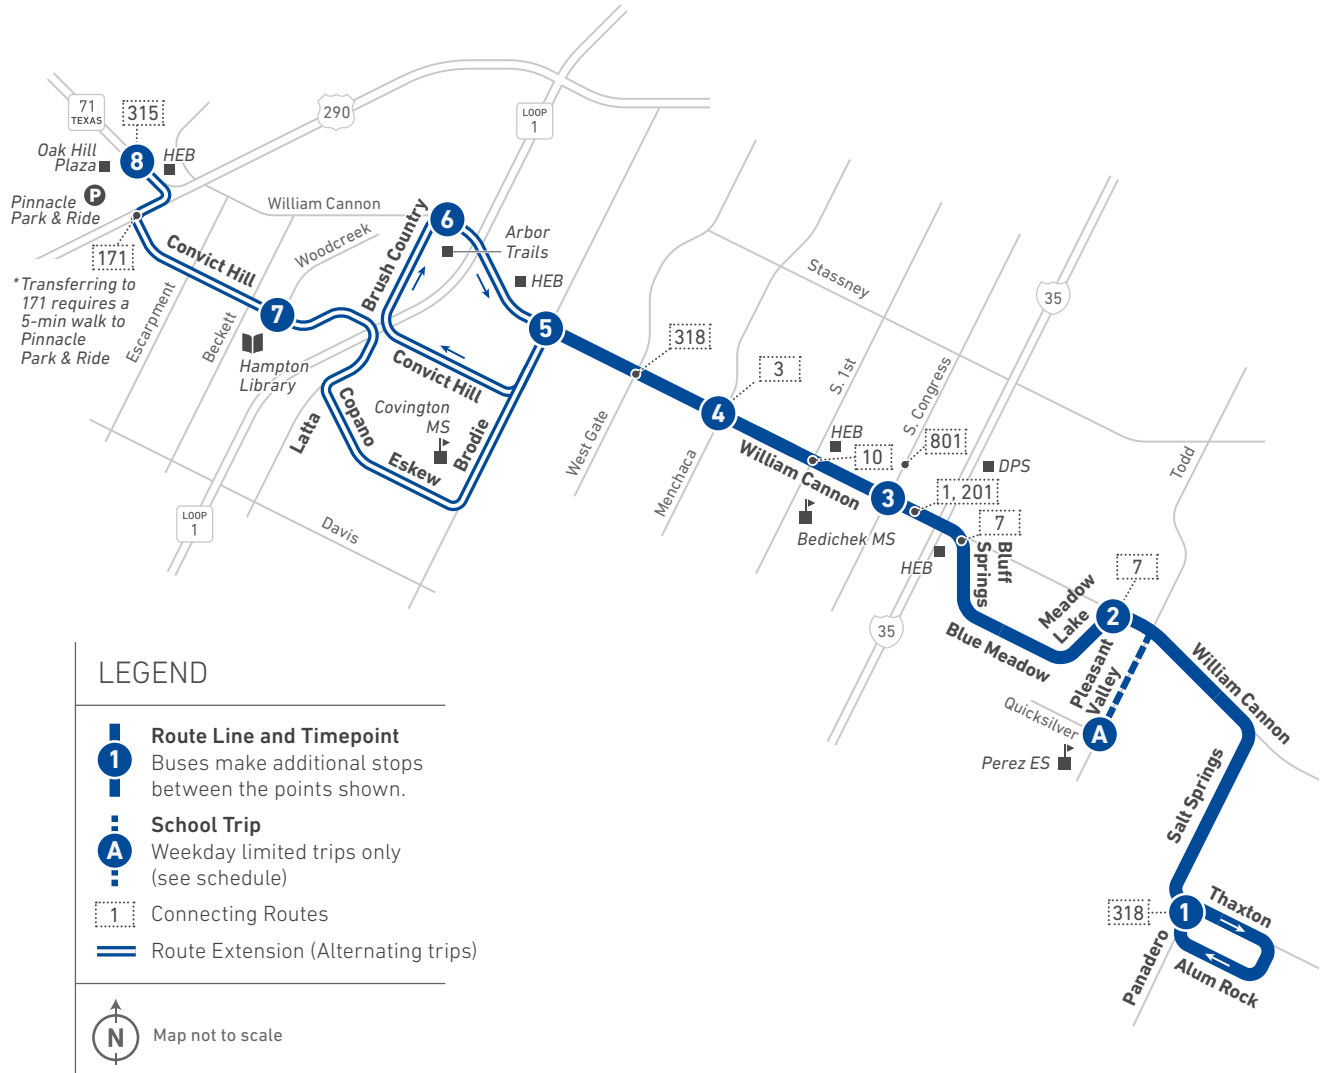 71
TEXAS
315
290
LOOP
1
Oak Hill
Plaza
8
HEB
P
Pinnacle
Park & Ride
William Cannon
6
Arbor
Trails
HEB
171
Convict Hill
Woodcreek
Brush Country
*Transferring to
171 requires a
5-min walk to
Pinnacle
Park & Ride
Escarpment
Beckett
7
Hampton
Library
5
Convict Hill
Latta
Copano
Covington
MS
Eskew
Brodie
LOOP
1
Davis
318
3
4
West Gate
Menchaca
Stassney
S. 1st
S. Congress
35
HEB
10
801
William Cannon
3
DPS
1, 201
Bedichek MS
7
HEB
Bluff
Springs
Todd
7
Meadow
Lake
2
Blue Meadow
35
Pleasant
Valley
William Cannon
Quicksilver
A
Perez ES
Salt Springs
318
1
Thaxton
Panadero
Alum Rock
LEGEND
1
Route Line and Timepoint
Buses make additional stops
between the points shown.
A
School Trip
Weekday limited trips only
(see schedule)
1
Connecting Routes
Route Extension (Alternating trips)
N
Map not to scale